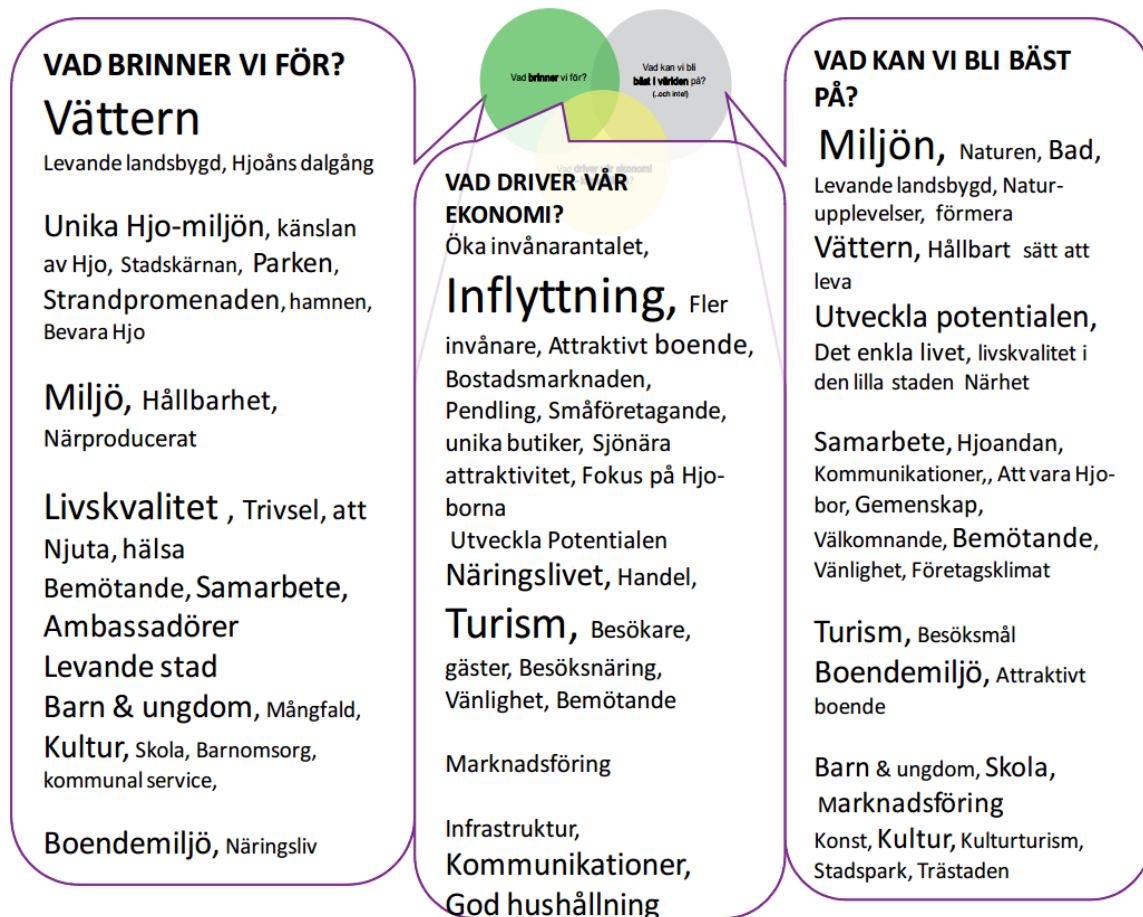 VAD BRINNER VI FÖR?
Vättern
Levande landsbygd, Hjoåns dalgång
Unika Hjo-miljön, känslan
av Hjo, Stadskärnan, Parken,
Strandpromenaden, hamnen,
Bevara Hjo
Miljö, Hållbarhet,
Närproducerat
Livskvalitet , Trivsel, att
Njuta, hälsa
Bemötande, Samarbete,
Ambassadörer
Levande stad
Barn & ungdom, Mångfald,
Kultur, Skola, Barnomsorg,
kommunal service,
Boendemiljö, Näringsliv
Vad brinner vi för?
Vad kan vi bli
bäst i världen på?
(..och inte!)
Vad driver vår ekonomi
VAD DRIVER VÅR
EKONOMI?
Öka invånarantalet,
Inflyttning, Fler
invånare, Attraktivt boende,
Bostadsmarknaden,
Pendling, Småföretagande,
unika butiker, Sjönära
attraktivitet, Fokus på Hjo-
borna
Utveckla Potentialen
Näringslivet, Handel,
Turism, Besökare,
gäster, Besöksnäring,
Vänlighet, Bemötande
Marknadsföring
Infrastruktur,
Kommunikationer,
God hushållning
VAD KAN VI BLI BÄST
PÅ?
Miljön, Naturen, Bad,
Levande landsbygd, Natur-
upplevelser, förmera
Vättern, Hållbart sätt att
leva
Utveckla potentialen,
Det enkla livet, livskvalitet i
den lilla staden Närhet
Samarbete, Hjoandan,
Kommunikationer,, Att vara Hjo-
bor, Gemenskap,
Välkomnande, Bemötande,
Vänlighet, Företagsklimat
Turism, Besöksmål
Boendemiljö, Attraktivt
boende
Barn & ungdom, Skola,
Marknadsföring
Konst, Kultur, Kulturturism,
Stadspark, Trästaden